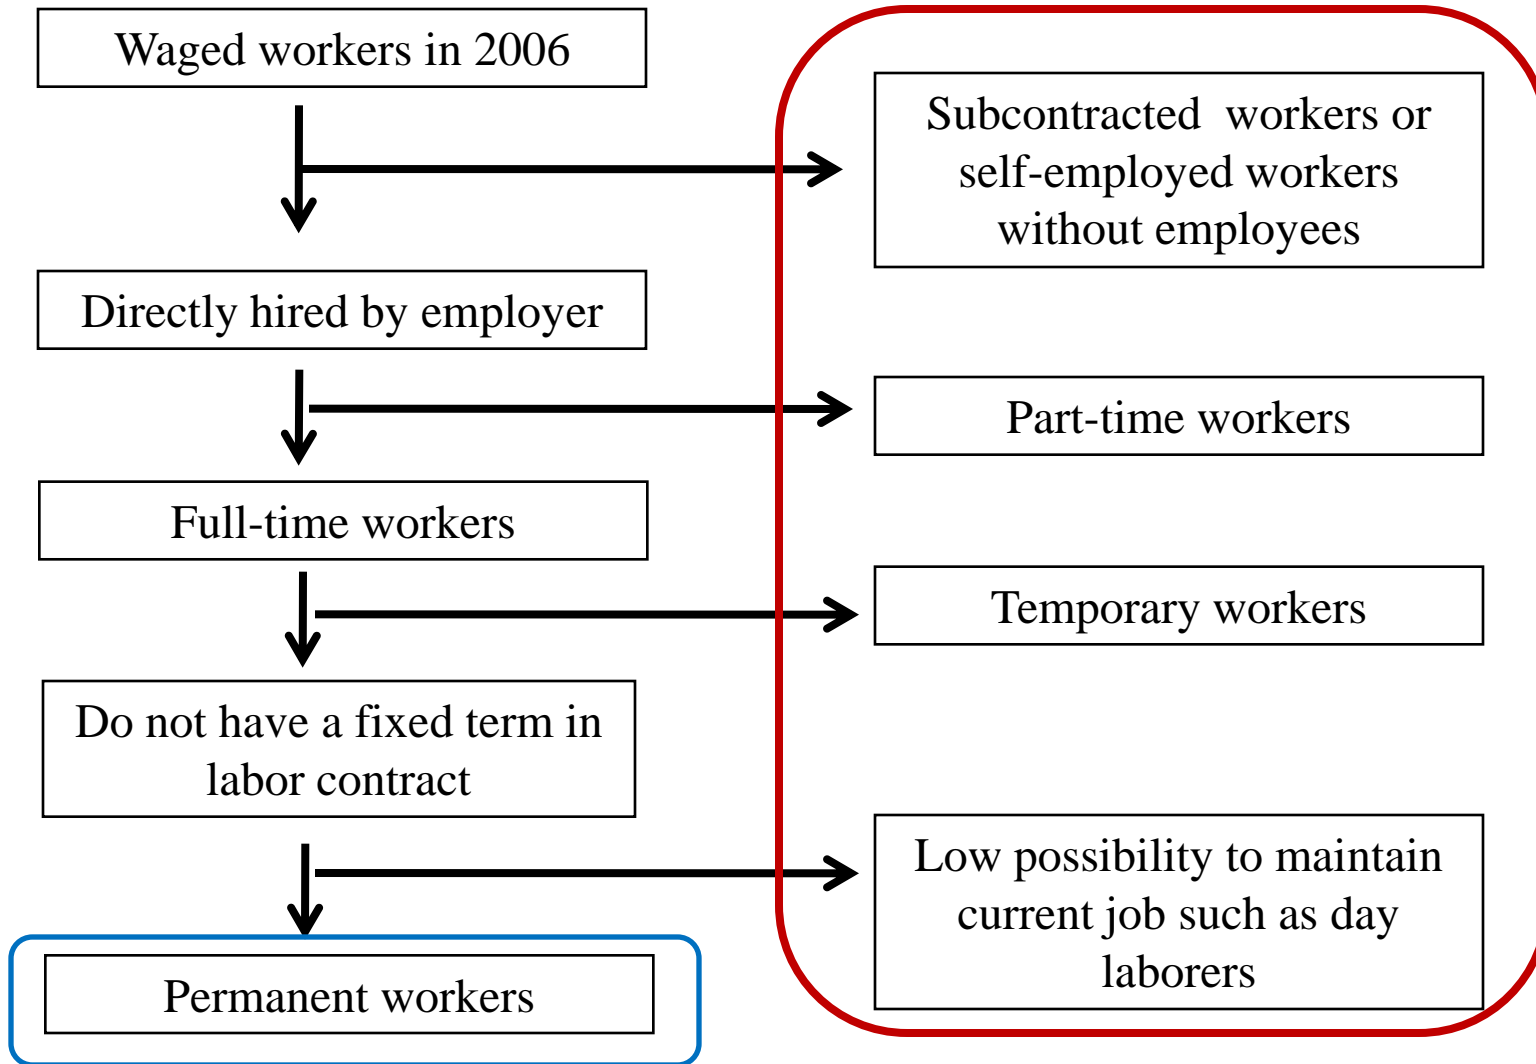 Waged workers in 2006
Subcontracted workers or
self-employed workers
without employees
Directly hired by employer
Part-time workers
Full-time workers
Temporary workers
Do not have a fixed term in
labor contract
Low possibility to maintain
current job such as day
laborers
Permanent workers